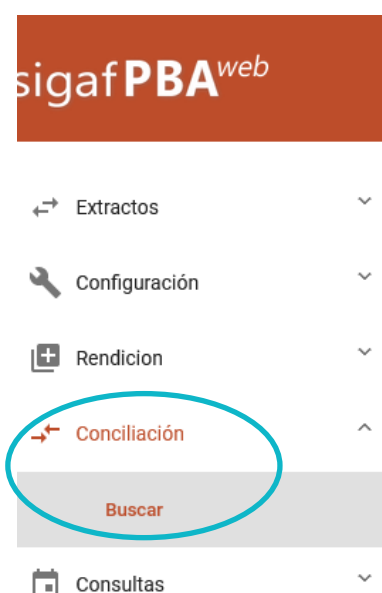 sigafPBAweb
Extractos
Configuración
Rendicion
Conciliación
Buscar
Consultas